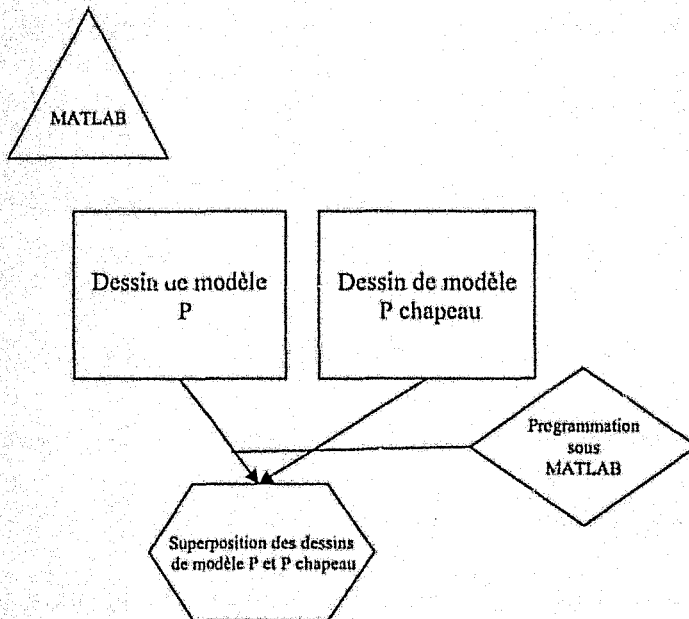 MATLAB
Dessin de modèle
P
Dessin de modèle
P chapeau
Programmation
sous
MATLAB
Superposition des dessins
de modèle P et P chapeau